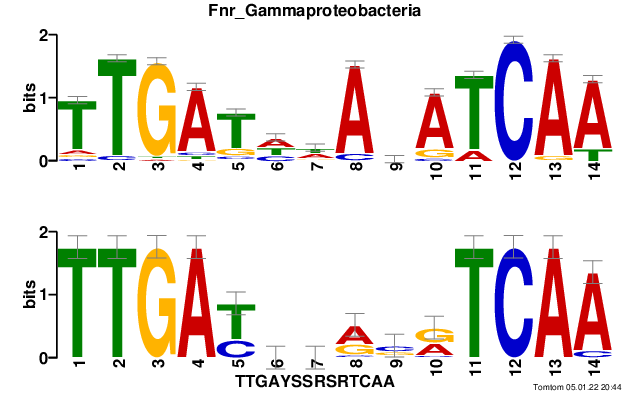 Fnr_Gammaproteobacteria
2
1
0
bits
TTGATAAATCAA
1 2 3 4 5 6 7 8 9 10 11 12 13 14
2
1
0
bits
TTGATAGTCAA
1 2 3 4 5 6 7 8 9 10 11 12 13 14
TTGAYSSRSRTCAA
Tomtom 05.01.22 20:44